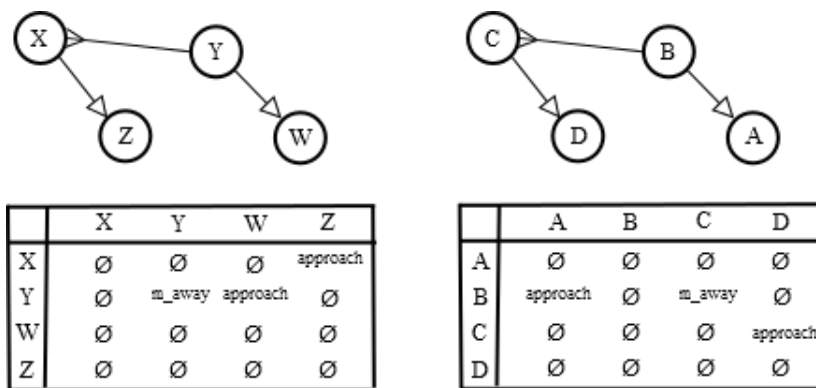 X Y C B
Z W D A
X Y W Z A B C D
X Ø Ø Ø approach A Ø Ø Ø Ø
Y Ø m_away approach Ø B approach Ø m_away Ø
W Ø Ø Ø Ø C Ø Ø Ø approach
Z Ø Ø Ø Ø D Ø Ø Ø Ø